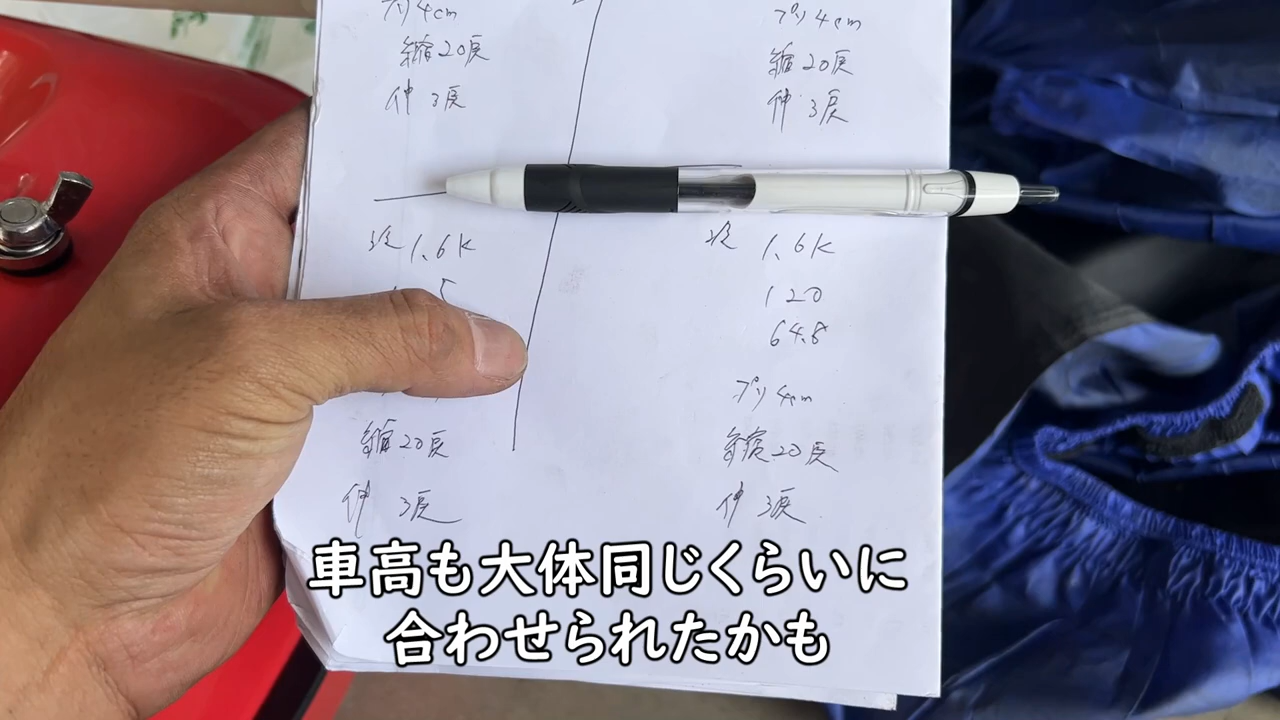 プリ4cm
縮20戻
伸 3戻
プリ4cm
縮20戻
伸 3戻
1.6K
縮20戻
伸 3戻
1.6K
120
64.8
プリ4cm
縮20戻
伸 3戻
車高も大体同じくらいに
合わせられたかも